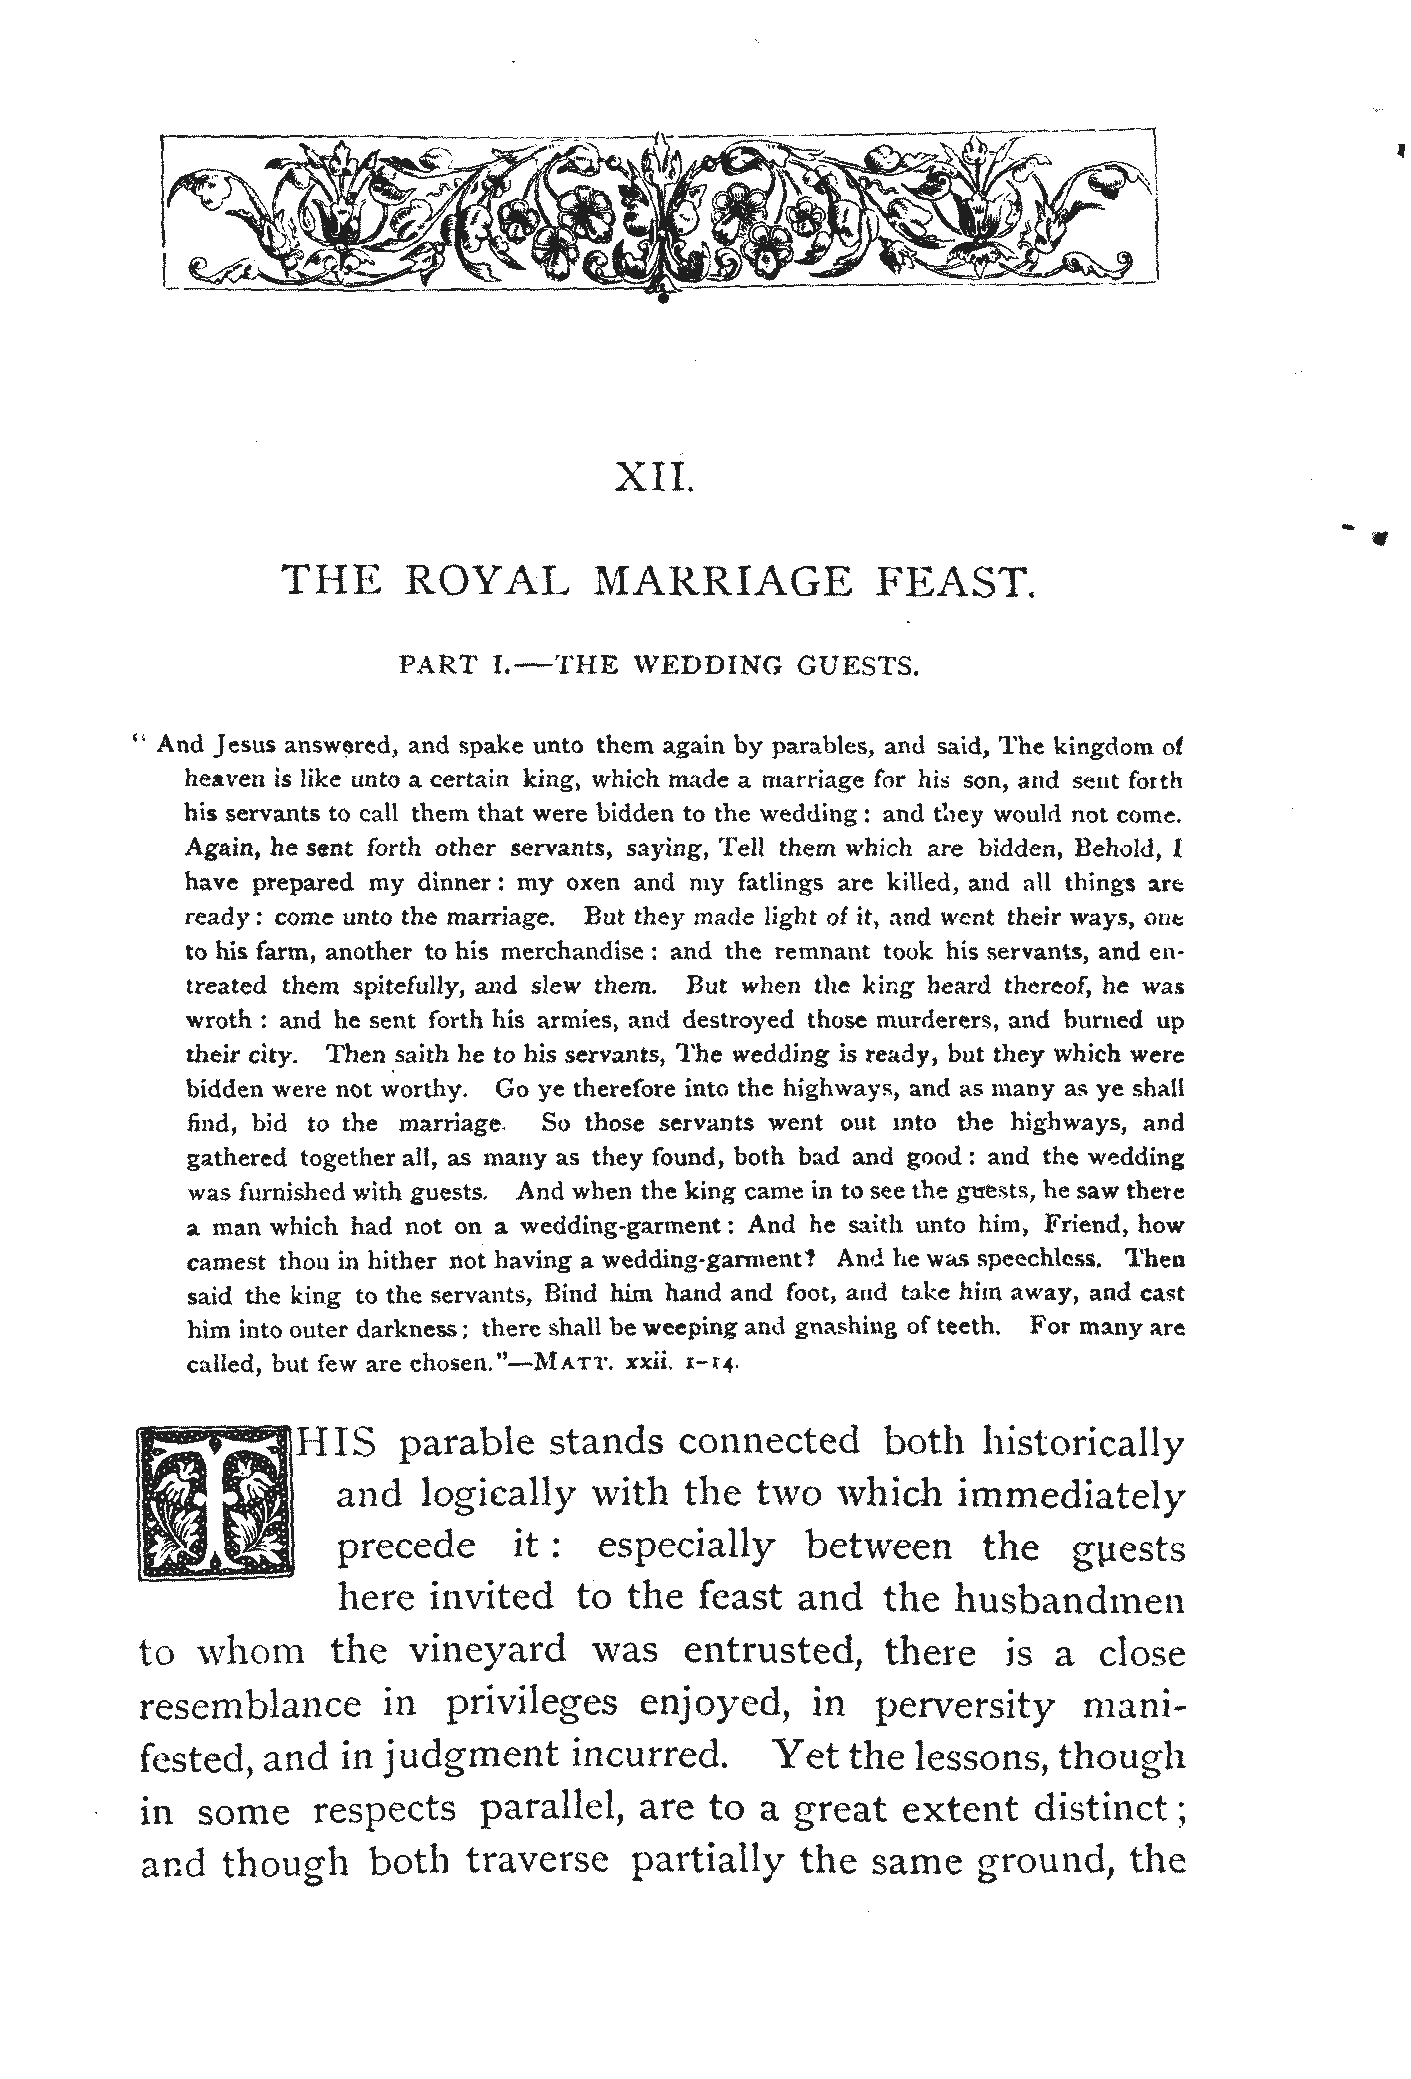 XII.
THE ROYAL MARRIAGE FEAST.
PART I.—THE WEDDING GUESTS.
“ And Jesus answered, and spake unto them again by parables, and said, The kingdom of
heaven is like unto a certain king, which made a marriage for his son, and sent forth
his servants to call them that were bidden to the wedding : and they would not come.
Again, he sent forth other servants, saying, Tell them which are bidden, Behold, I
have prepared my dinner : my oxen and my fatlings are killed, and all things are
ready : come unto the marriage. But they made light of it, and went their ways, one
to his farm, another to his merchandise : and the remnant took his servants, and en-
treated them spitefully, and slew them. But when the king heard thereof, he was
wroth : and he sent forth his armies, and destroyed those murderers, and burned up
their city. Then saith he to his servants, The wedding is ready, but they which were
bidden were not worthy. Go ye therefore into the highways, and as many as ye shall
find, bid to the marriage. So those servants went out into the highways, and
gathered together all, as many as they found, both bad and good : and the wedding
was furnished with guests. And when the king came in to see the guests, he saw there
a man which had not on a wedding-garment : And he saith unto him, Friend, how
camest thou in hither not having a wedding-garment? And he was speechless. Then
said the king to the servants, Bind him hand and foot, and take him away, and cast
him into outer darkness ; there shall be weeping and gnashing of teeth. For many are
called, but few are chosen.”—MATT. xxii. 1–14.
THIS parable stands connected both historically
and logically with the two which immediately
precede it : especially between the guests
here invited to the feast and the husbandmen
to whom the vineyard was entrusted, there is a close
resemblance in privileges enjoyed, in perversity mani-
fested, and in judgment incurred. Yet the lessons, though
in some respects parallel, are to a great extent distinct ;
and though both traverse partially the same ground, the